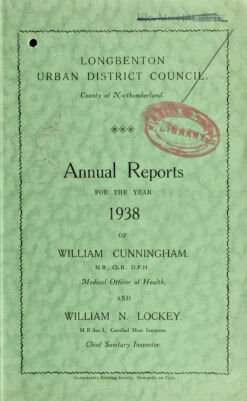 LONGBENTON
URBAN DISTRICT COUNCIL.
County of Northumberland.
LIBRARY
Annual Reports
FOR THE YEAR
1938
OF
WILLIAM CUNNINGHAM,
M.B., Ch.B., D.P.H.,
Medical Officer of Health,
AND
WILLIAM N. LOCKEY,
M.R.San.I., Certified Meat Inspector,
Chief Sanitary Inspector.
Co-operative Printing Society, Newcastle-on-Tyne